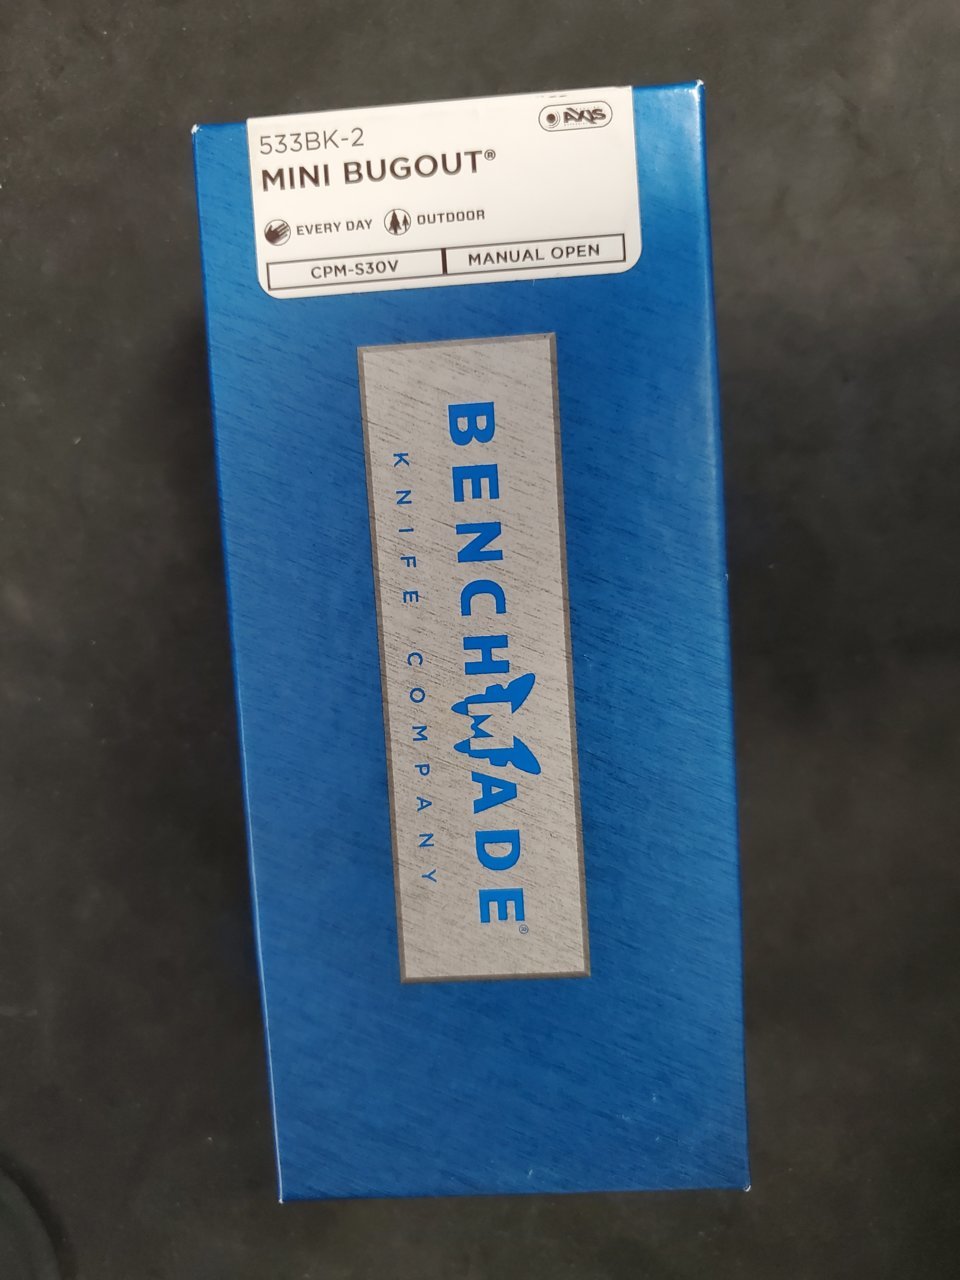 533BK-2
AXIS
MINI BUGOUT®
EVERY DAY
OUTDOOR
CPM-S30V
MANUAL OPEN
BENCHMADE®
KNIFE COMPANY